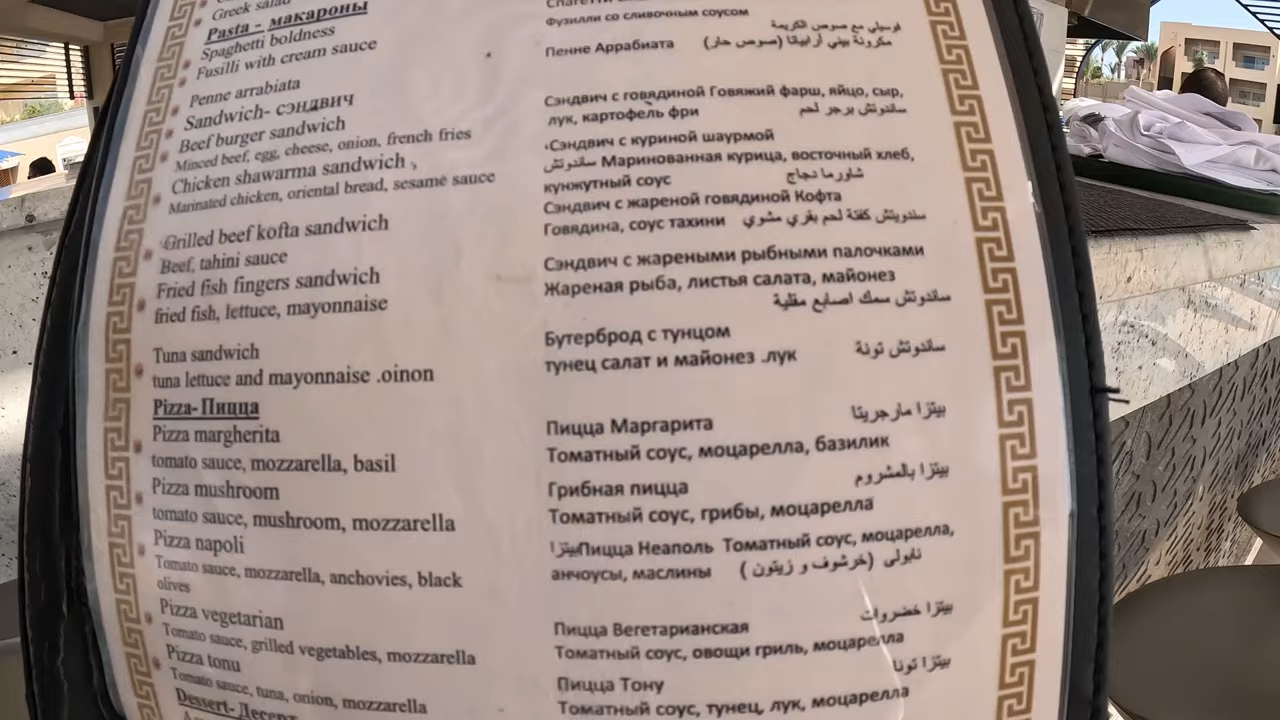 Greek salad
Pasta - макароны
Spaghetti boldness
Fusilli with cream sauce
Фузилли со сливочным соусом
فوسيلي مع صوص الكريمة
Penne arrabiata
Пенне Аррабиата
مكرونة بيني أرابياتا (صوص حار)
Sandwich- сэндвич
Beef burger sandwich
Minced beef, egg, cheese, onion, french fries
Сэндвич с говядиной Говяжий фарш, яйцо, сыр,
лук, картофель фри ساندوتش برجر لحم
Chicken shawarma sandwich
Marinated chicken, oriental bread, sesame sauce
Сэндвич с куриной шаурмой
ساندوتش Маринованная курица, восточный хлеб,
кунжутный соус شاورما دجاج
Grilled beef kofta sandwich
Beef, tahini sauce
Сэндвич с жареной говядиной Кофта
Говядина, соус тахини سندويتش كفتة لحم بقري مشوي
Fried fish fingers sandwich
fried fish, lettuce, mayonnaise
Сэндвич с жареными рыбными палочками
Жареная рыба, листья салата, майонез
ساندوتش سمك اصابع مقلية
Tuna sandwich
tuna lettuce and mayonnaise .oinon
Бутерброд с тунцом
тунец салат и майонез .лук ساندوتش تونة
Pizza-Пицца
Pizza margherita
tomato sauce, mozzarella, basil
Пицца Маргарита بيتزا مارجريتا
Томатный соус, моцарелла, базилик
Pizza mushroom
tomato sauce, mushroom, mozzarella
Грибная пицца بيتزا بالمشروم
Томатный соус, грибы, моцарелла
Pizza napoli
Tomato sauce, mozzarella, anchovies, black
olives
بيتزا Пицца Неаполь Томатный соус, моцарелла,
анчоусы, маслины نابولى (خرشوف و زيتون )
Pizza vegetarian
Tomato sauce, grilled vegetables, mozzarella
Пицца Вегетарианская بيتزا خضروات
Томатный соус, овощи гриль, моцарелла
Pizza tonu
Tomato sauce, tuna, onion, mozzarella
Пицца Тону بيتزا تونا
Томатный соус, тунец, лук, моцарелла
Dessert- Десерт